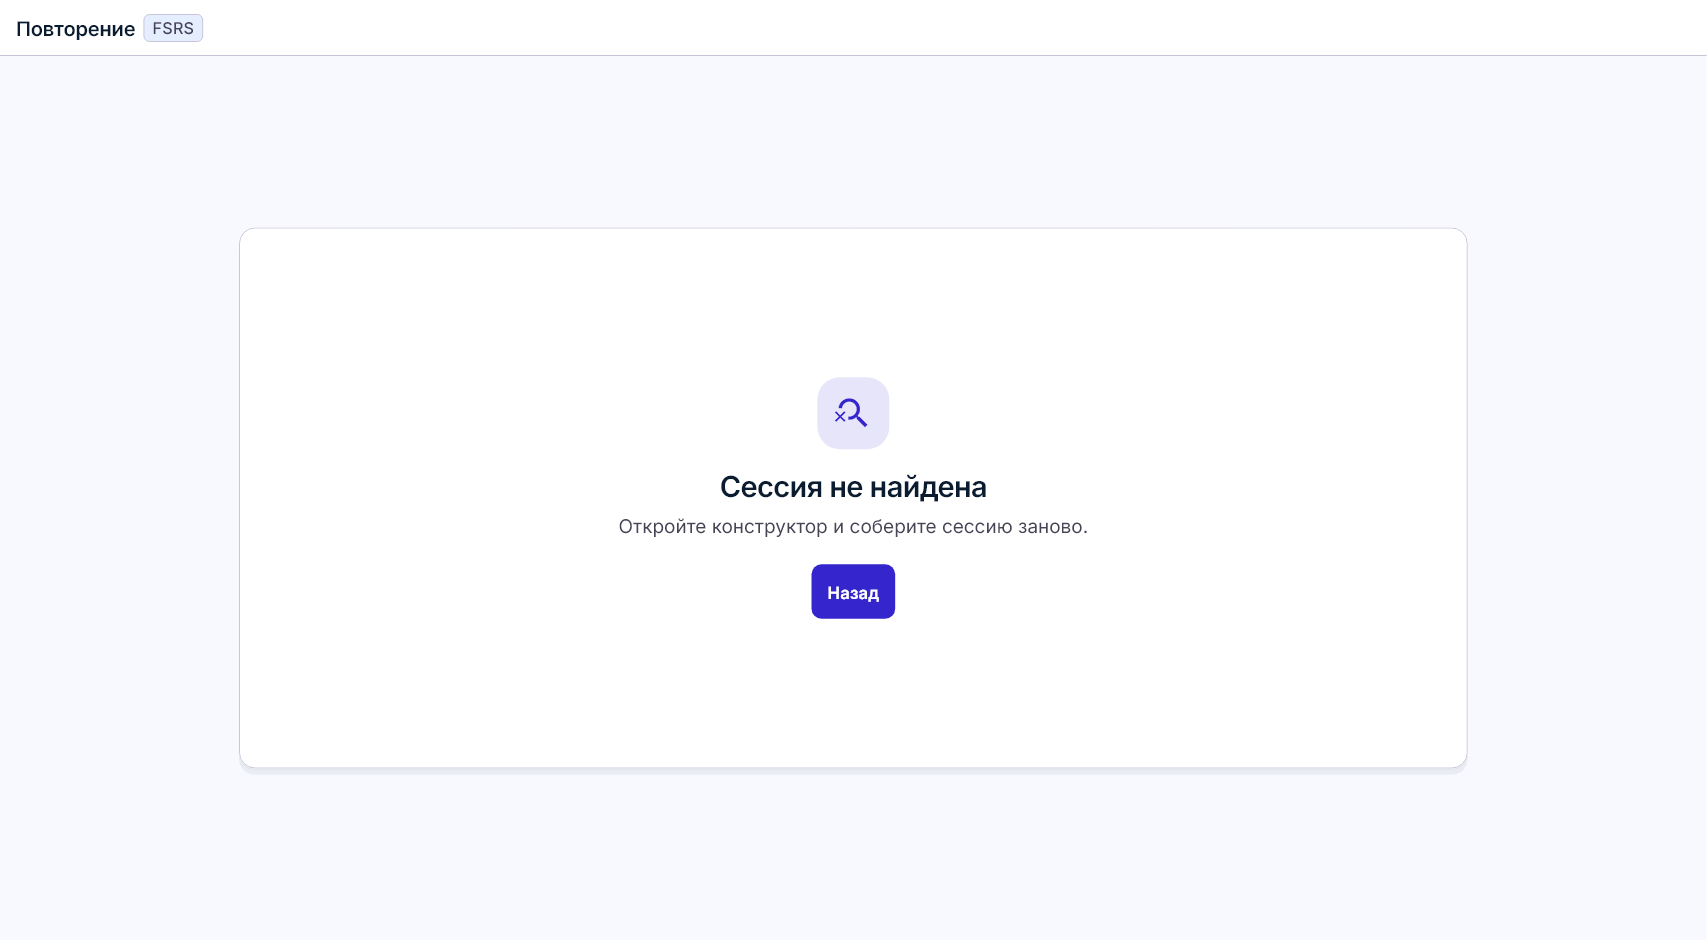 Повторение FSRS
Сессия не найдена
Откройте конструктор и соберите сессию заново.
Назад